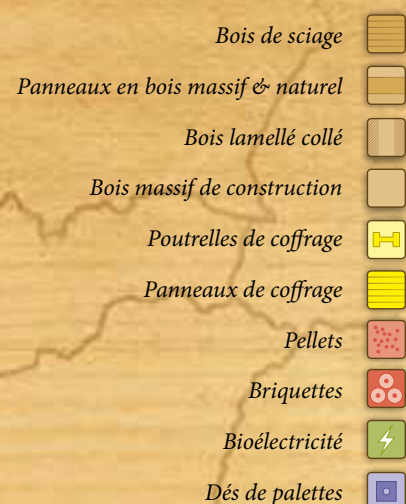 Bois de sciage
Panneaux en bois massif & naturel
Bois lamellé collé
Bois massif de construction
Poutrelles de coffrage
Panneaux de coffrage
Pellets
Briquettes
Bioélectricité
Dés de palettes